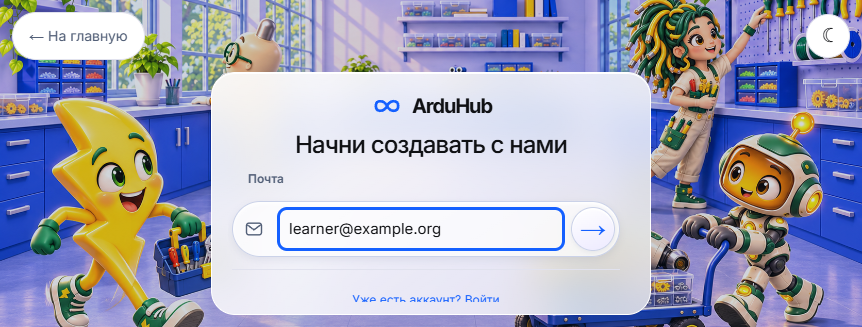 ← На главную
ArduHub
Начни создавать с нами
Почта
learner@example.org
Уже есть аккаунт? Войти